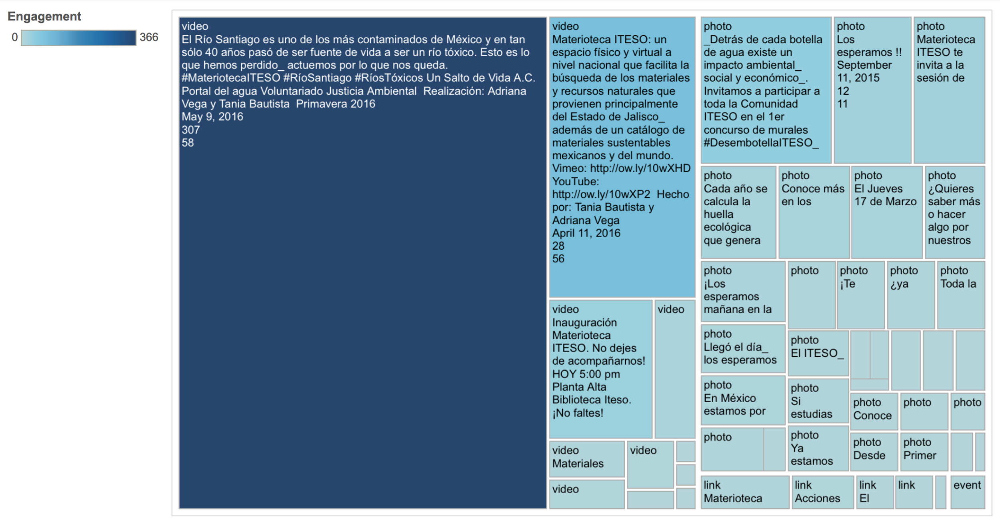 Engagement
0 366
video
El Río Santiago es uno de los más contaminados de México y en tan
sólo 40 años pasó de ser fuente de vida a ser un río tóxico. Esto es lo
que hemos perdido_ actuemos por lo que nos queda.
#MateriotecaITESO #RíoSantiago #RíosTóxicos Un Salto de Vida A.C.
Portal del agua Voluntariado Justicia Ambiental  Realización: Adriana
Vega y Tania Bautista  Primavera 2016
May 9, 2016
307
58
video
Materioteca ITESO: un
espacio físico y virtual a
nivel nacional que facilita la
búsqueda de los materiales
y recursos naturales que
provienen principalmente
del Estado de Jalisco_
además de un catálogo de
materiales sustentables
mexicanos y del mundo.
Vimeo: http://ow.ly/10wXHD
YouTube:
http://ow.ly/10wXP2  Hecho
por: Tania Bautista y
Adriana Vega
April 11, 2016
28
56
video
Inauguración
Materioteca
ITESO. No dejes
de acompañarnos!
HOY 5:00 pm
Planta Alta
Biblioteca Iteso.
¡No faltes!
video
video
Materiales
video
video
photo
_Detrás de cada botella
de agua existe un
impacto ambiental_
social y económico_.
Invitamos a participar a
toda la Comunidad
ITESO en el 1er
concurso de murales
#DesembotellaITESO_
photo
Los
esperamos !!
September
11, 2015
12
11
photo
Materioteca
ITESO te
invita a la
sesión de
photo
Cada año se
calcula la
huella
ecológica
que genera
photo
Conoce más
en los
photo
El Jueves
17 de Marzo
photo
¿Quieres
saber más
o hacer
algo por
nuestros
photo
¡Los
esperamos
mañana en la
photo
photo
¡Te
photo
¿ya
photo
Toda la
photo
Llegó el día_
los esperamos
photo
El ITESO_
photo
En México
estamos por
photo
Si
estudias
photo
Conoce
photo
photo
photo
photo
Ya
estamos
photo
Desde
photo
Primer
link
Materioteca
link
Acciones
link
El
link
event